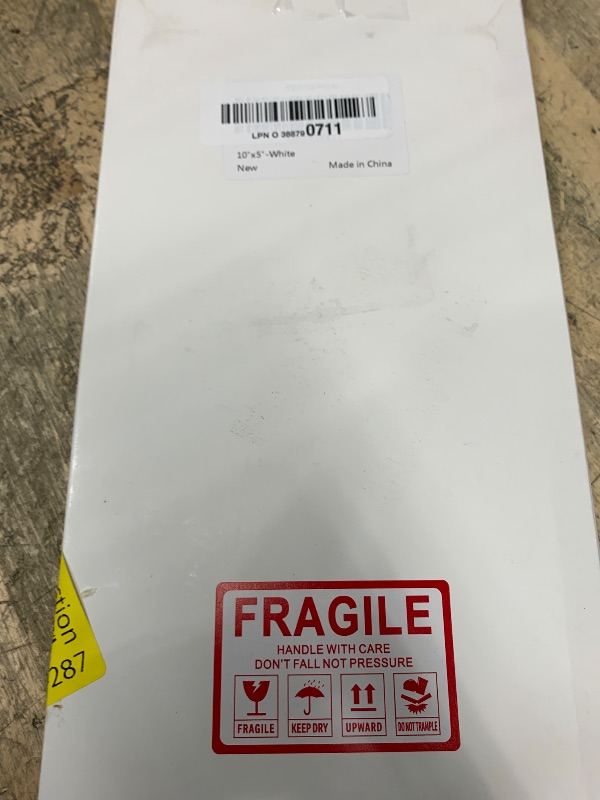 LPN O 38879 0711
10"x5"-White
New
Made in China
ction
287
FRAGILE
HANDLE WITH CARE
DON'T FALL NOT PRESSURE
FRAGILE
KEEP DRY
UPWARD
DO NOT TRAMPLE